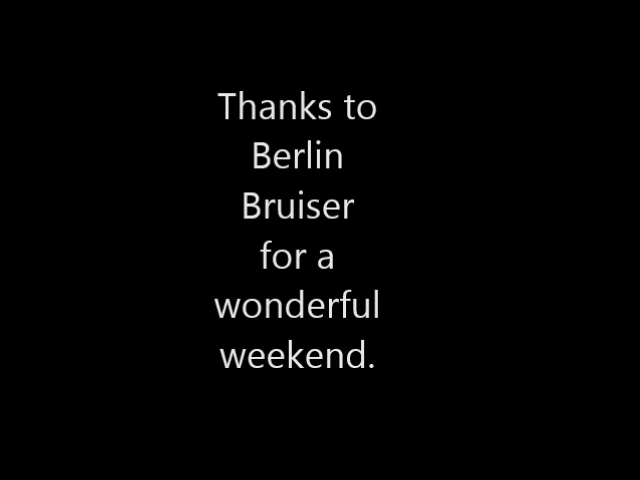 Thanks to
Berlin
Bruiser
for a
wonderful
weekend.